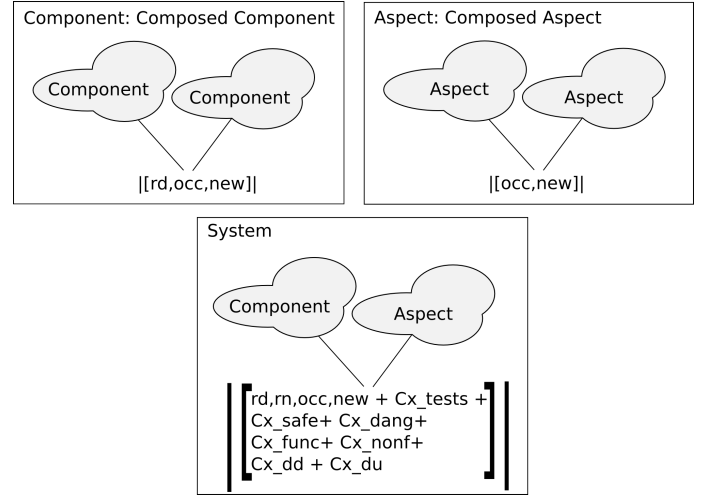 Component: Composed Component
Component
Component
|[rd,occ,new]|
Aspect: Composed Aspect
Aspect
Aspect
|[occ,new]|
System
Component
Aspect
|[rd,rn,occ,new + Cx_tests +
Cx_safe+ Cx_dang+
Cx_func+ Cx_nonf+
Cx_dd + Cx_du]|